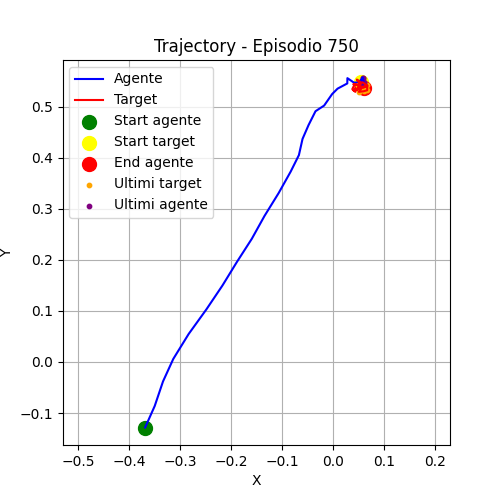 Trajectory - Episodio 750
Agente
Target
Start agente
Start target
End agente
Ultimi target
Ultimi agente
0.5
0.4
0.3
0.2
0.1
0.0
−0.1
Y
−0.5 −0.4 −0.3 −0.2 −0.1 0.0 0.1 0.2
X